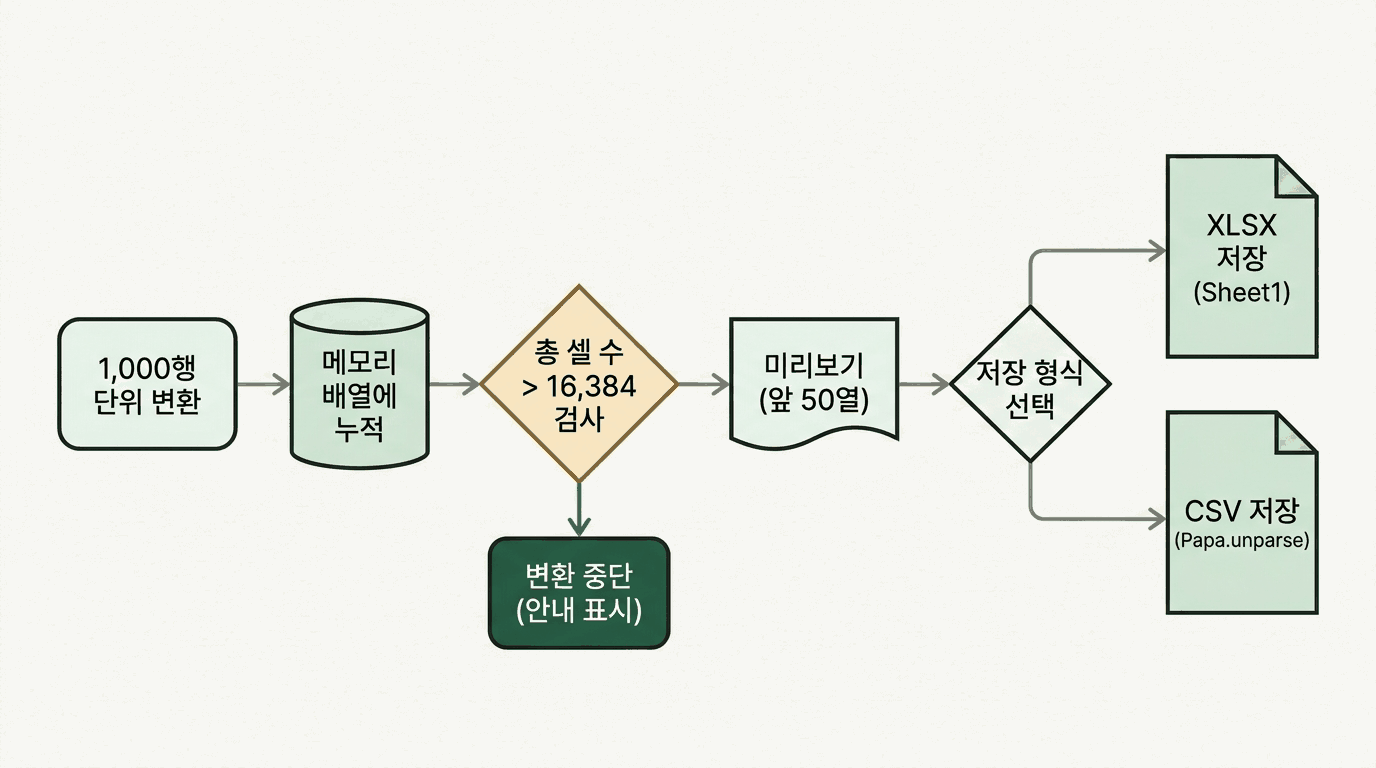 1,000행
단위 변환
메모리
배열에
누적
총 셀 수
> 16,384
검사
변환 중단
(안내 표시)
미리보기
(앞 50열)
저장 형식
선택
XLSX
저장
(Sheet1)
CSV 저장
(Papa.unparse)